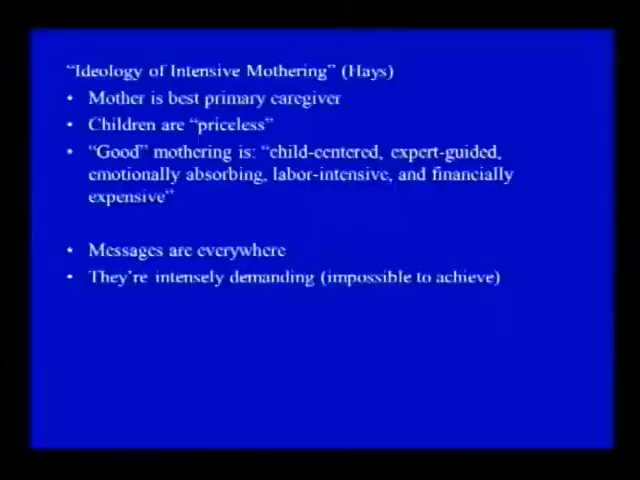 “Ideology of Intensive Mothering” (Hays)
• Mother is best primary caregiver
• Children are “priceless”
• “Good” mothering is: “child-centered, expert-guided,
emotionally absorbing, labor-intensive, and financially
expensive”
• Messages are everywhere
• They’re intensely demanding (impossible to achieve)